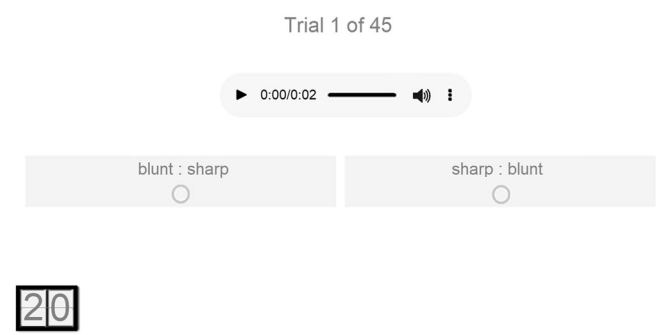 Trial 1 of 45
0:00/0:02
blunt : sharp
sharp : blunt
20